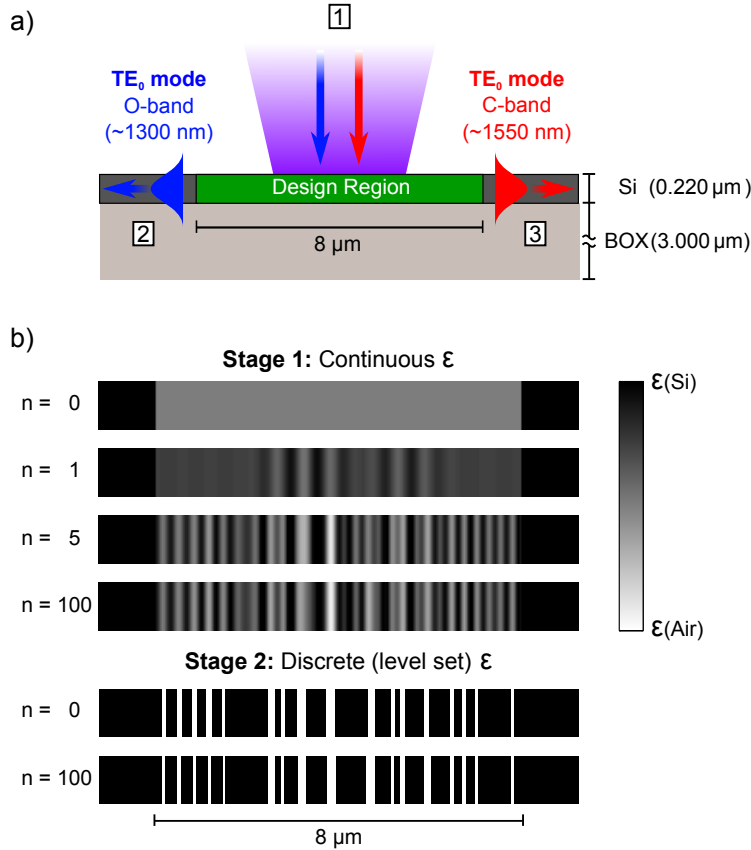 a)
1
TE₀ mode
O-band
(~1300 nm)
TE₀ mode
C-band
(~1550 nm)
Design Region
Si (0.220 μm)
2
3
8 μm
BOX(3.000 μm)
b)
Stage 1: Continuous ε
n = 0
n = 1
n = 5
n = 100
ε(Si)
ε(Air)
Stage 2: Discrete (level set) ε
n = 0
n = 100
8 μm